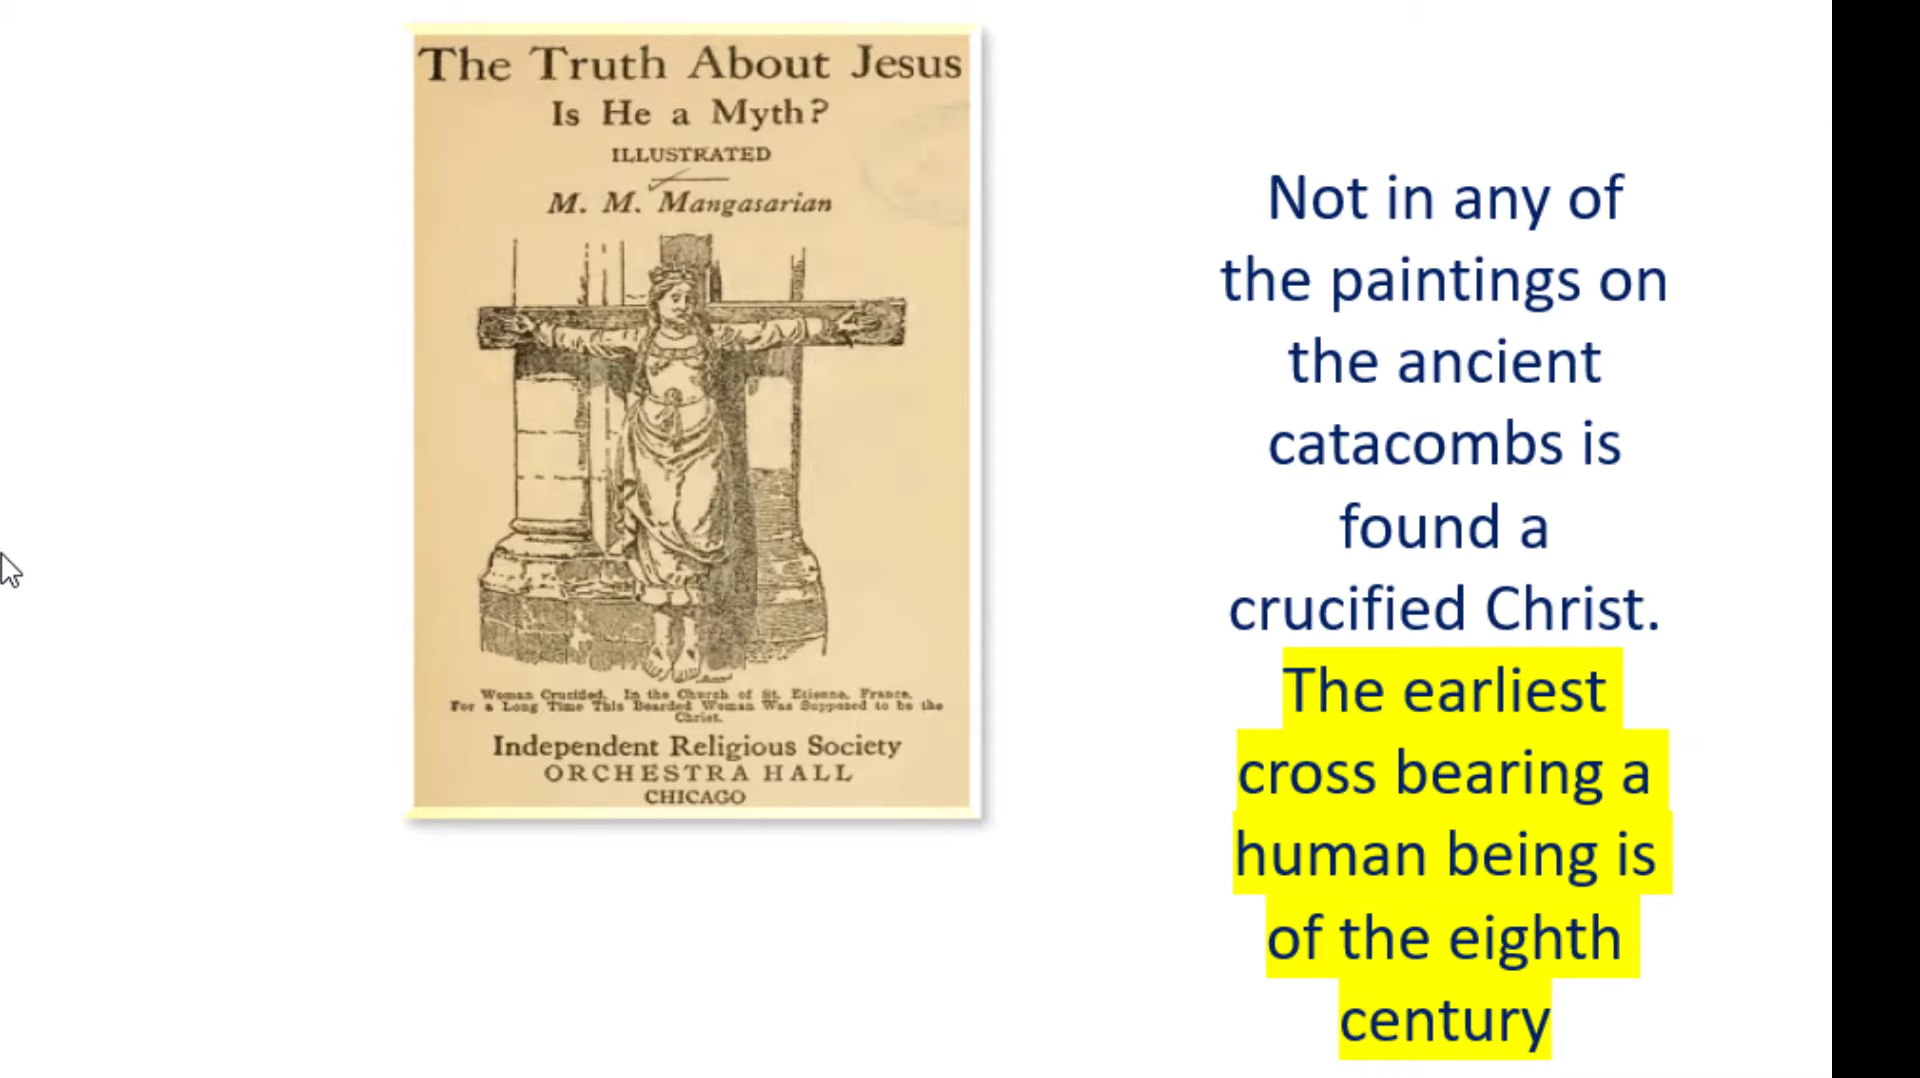 The Truth About Jesus
Is He a Myth?
ILLUSTRATED
M. M. Mangasarian
Woman Crucified. In the Church of St. Etienne, France.
For a Long Time This Bearded Woman Was Supposed to be the
Christ.
Independent Religious Society
ORCHESTRA HALL
CHICAGO
Not in any of
the paintings on
the ancient
catacombs is
found a
crucified Christ.
The earliest
cross bearing a
human being is
of the eighth
century